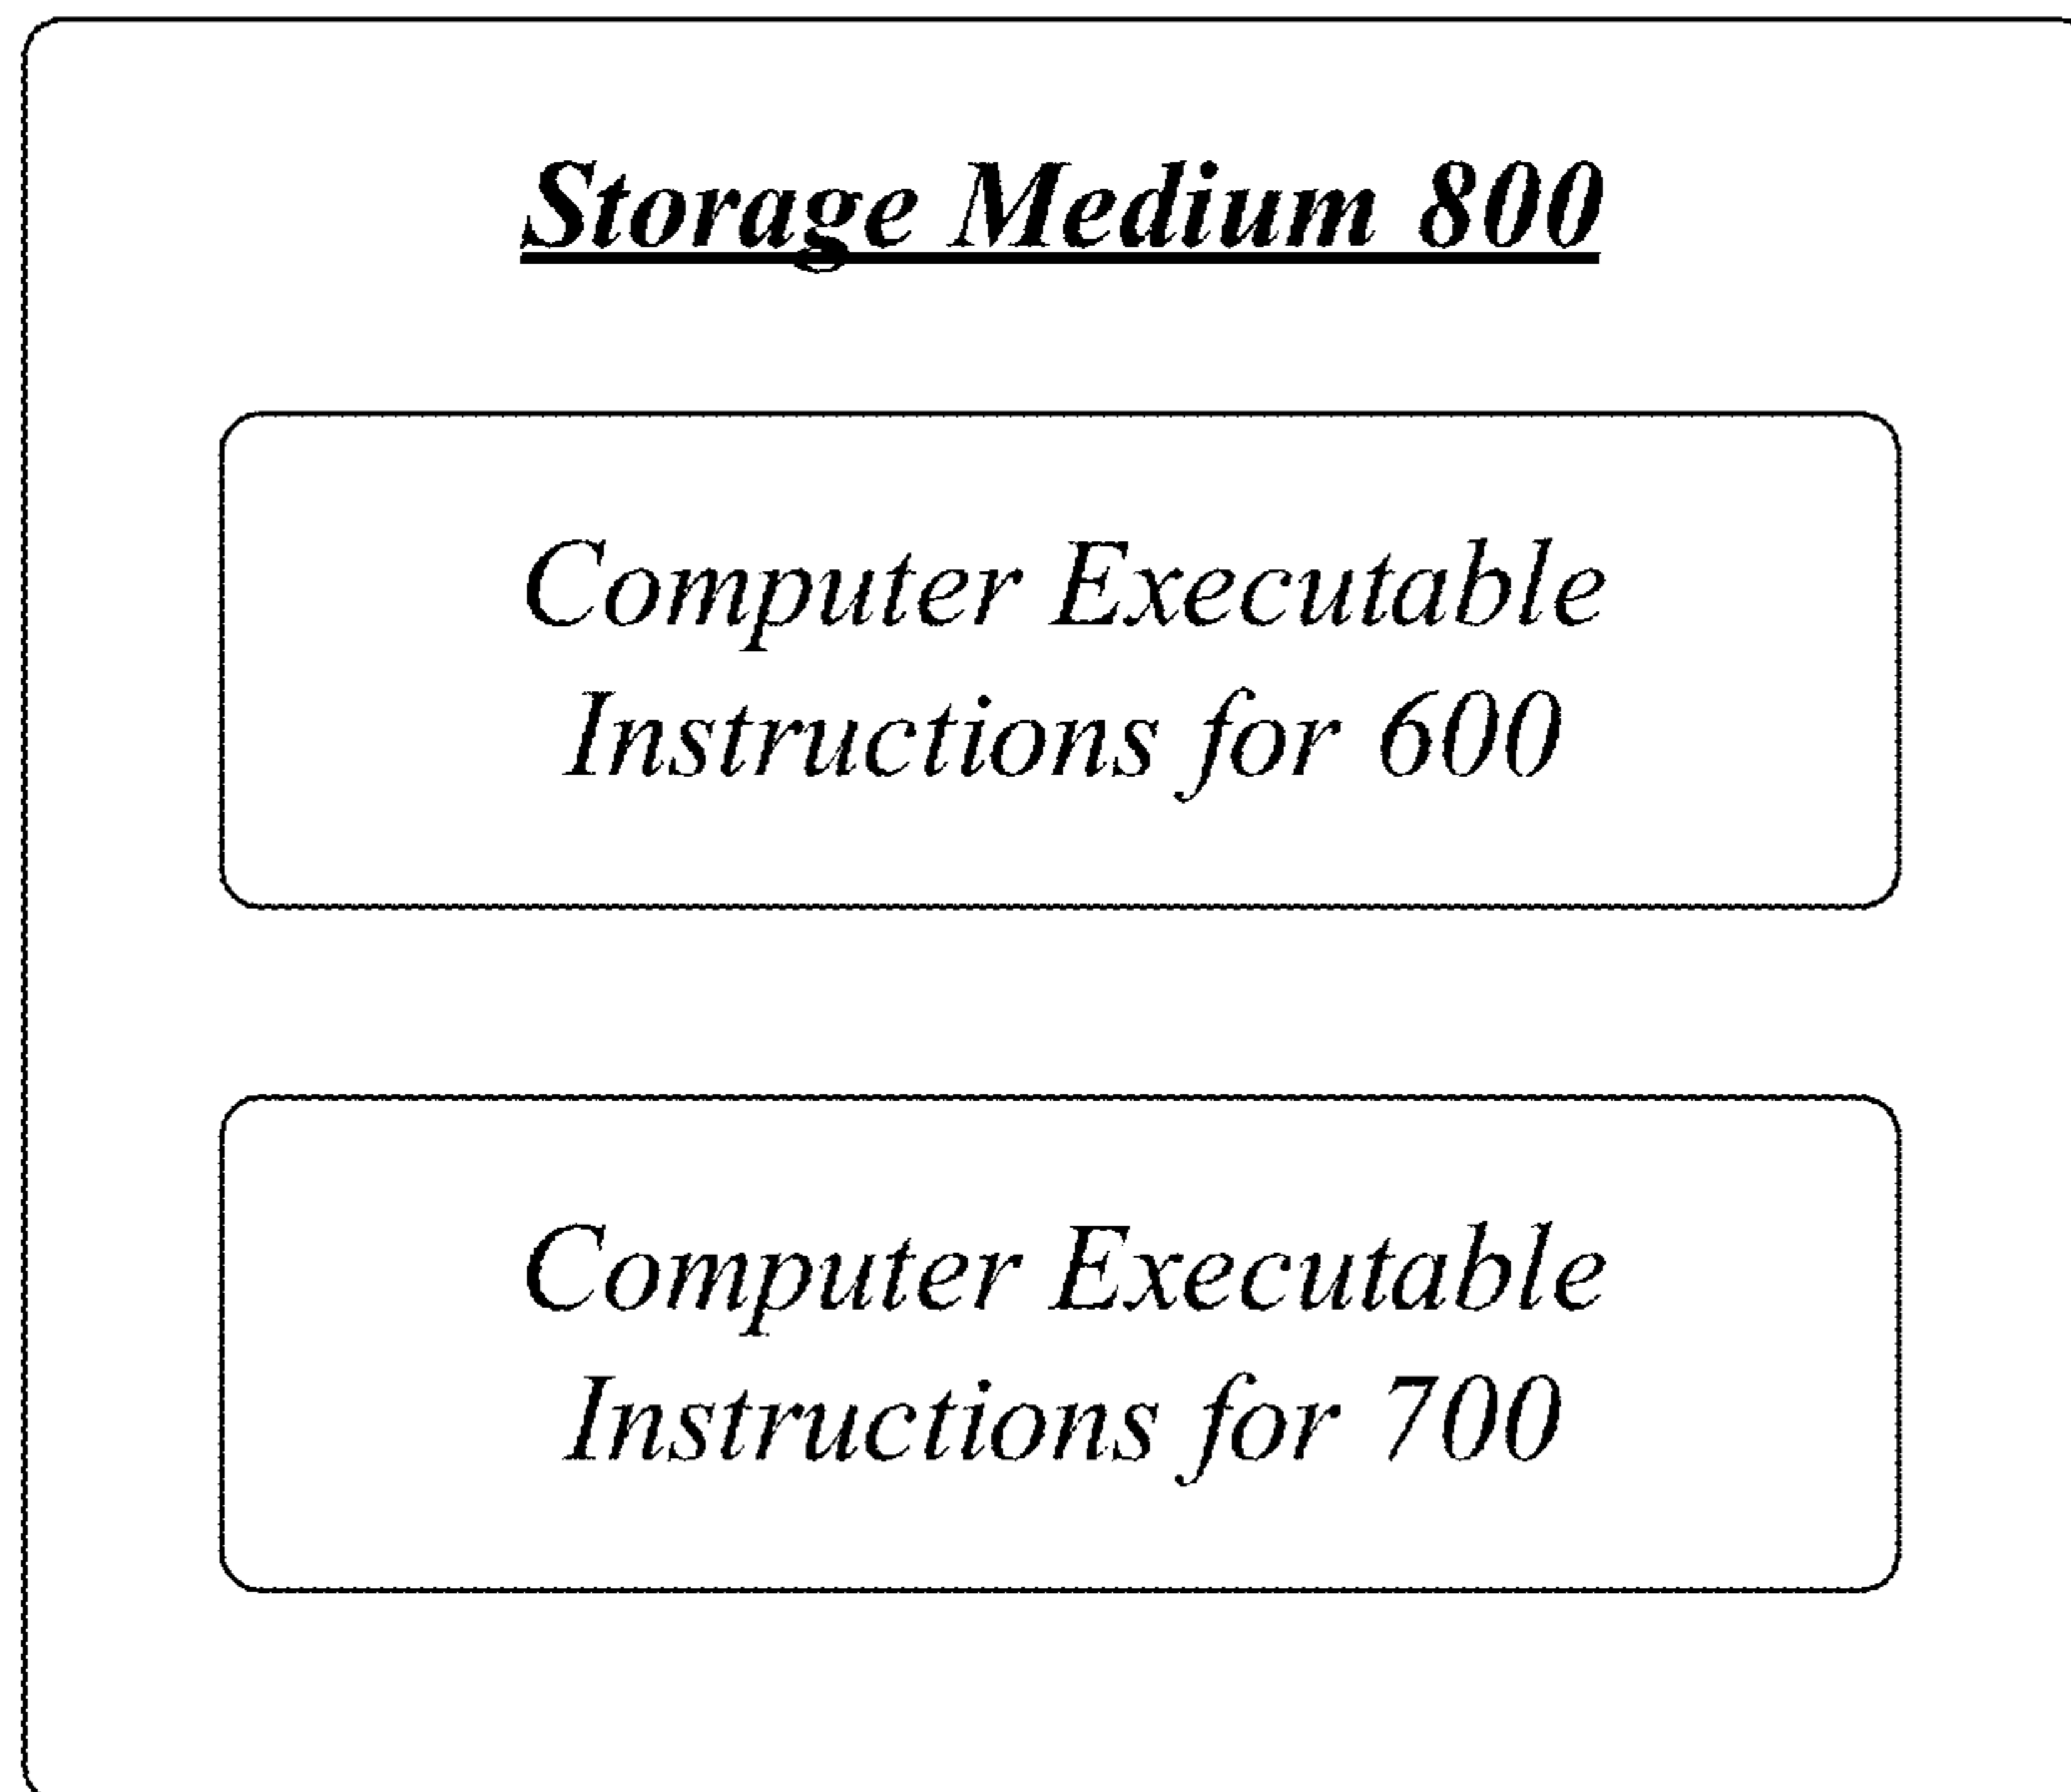 Storage Medium 800
Computer Executable
Instructions for 600
Computer Executable
Instructions for 700